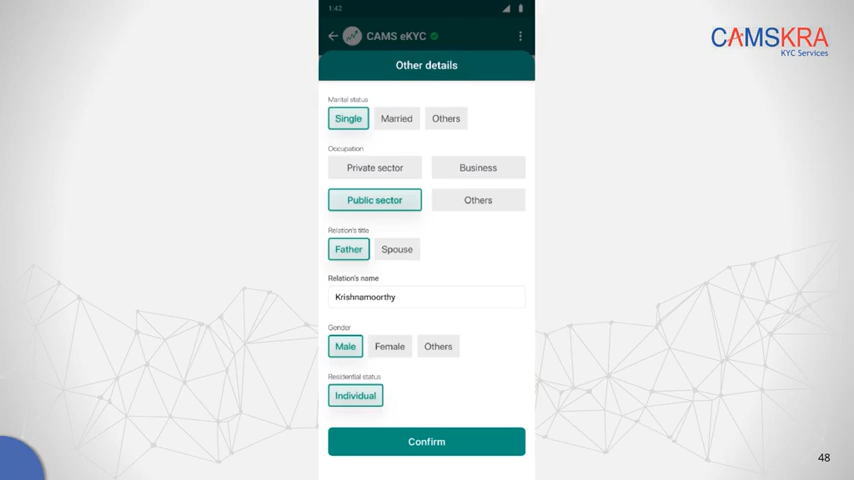 1:42
CAMSKRA
KYC Services
CAMS eKYC
Other details
Marital status
Single Married Others
Occupation
Private sector Business
Public sector Others
Relation's title
Father Spouse
Relation's name
Krishnamoorthy
Gender
Male Female Others
Residential status
Individual
Confirm
48